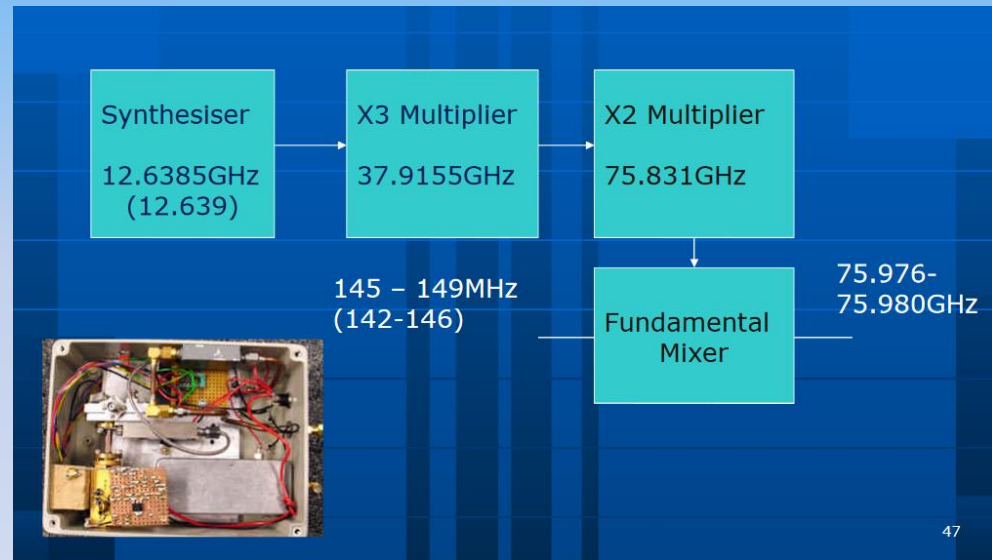 Synthesiser
12.6385GHz
(12.639)
X3 Multiplier
37.9155GHz
X2 Multiplier
75.831GHz
145 – 149MHz
(142-146)
Fundamental
Mixer
75.976-
75.980GHz
47